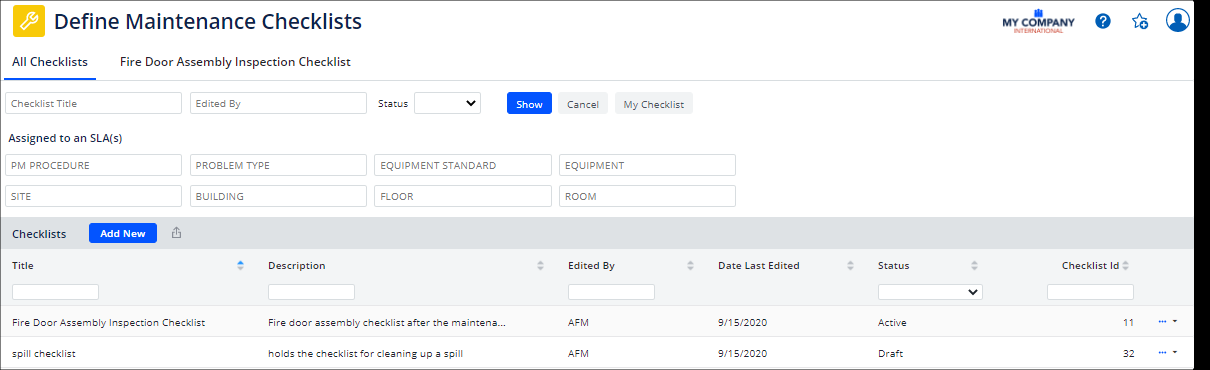 Define Maintenance Checklists
MY COMPANY
INTERNATIONAL
?
All Checklists Fire Door Assembly Inspection Checklist
Checklist Title Edited By Status Show Cancel My Checklist
Assigned to an SLA(s)
PM PROCEDURE PROBLEM TYPE EQUIPMENT STANDARD EQUIPMENT
SITE BUILDING FLOOR ROOM
Checklists Add New
Title Description Edited By Date Last Edited Status Checklist Id
Fire Door Assembly Inspection Checklist Fire door assembly checklist after the maintena... AFM 9/15/2020 Active 11 ...
spill checklist holds the checklist for cleaning up a spill AFM 9/15/2020 Draft 32 ...